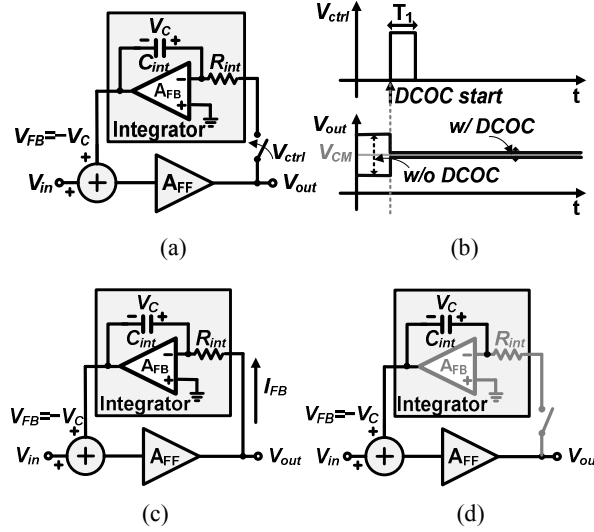 V_C
C_int
R_int
A_FB
Integrator
V_FB=−V_C
V_ctrl
V_in
A_FF
V_out
(a)
V_ctrl
T_1
DCOC start
t
V_out
w/ DCOC
V_CM
w/o DCOC
t
(b)
V_C
C_int
R_int
A_FB
Integrator
I_FB
V_FB=−V_C
V_in
A_FF
V_out
(c)
V_C
C_int
R_int
A_FB
Integrator
V_FB=−V_C
V_in
A_FF
V_ou
(d)